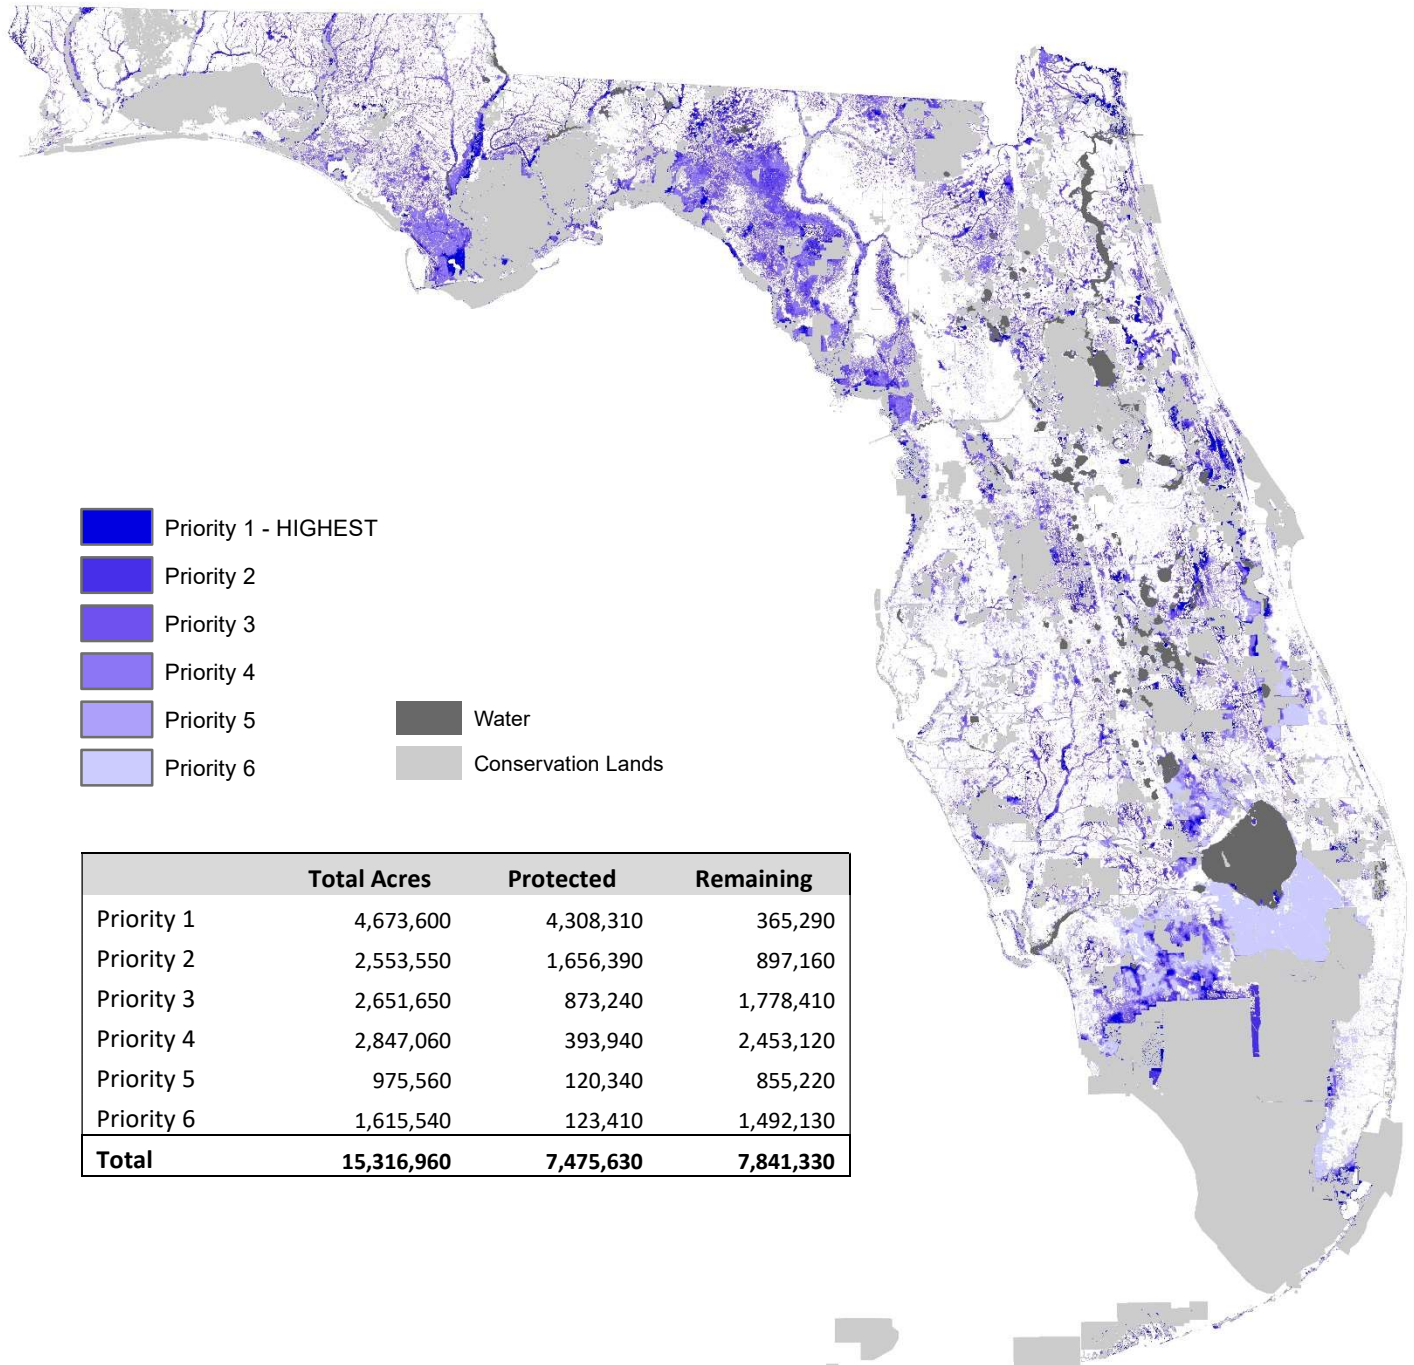 Priority 1 - HIGHEST
Priority 2
Priority 3
Priority 4
Priority 5
Priority 6
Water
Conservation Lands
Total Acres Protected Remaining
Priority 1 4,673,600 4,308,310 365,290
Priority 2 2,553,550 1,656,390 897,160
Priority 3 2,651,650 873,240 1,778,410
Priority 4 2,847,060 393,940 2,453,120
Priority 5 975,560 120,340 855,220
Priority 6 1,615,540 123,410 1,492,130
Total 15,316,960 7,475,630 7,841,330